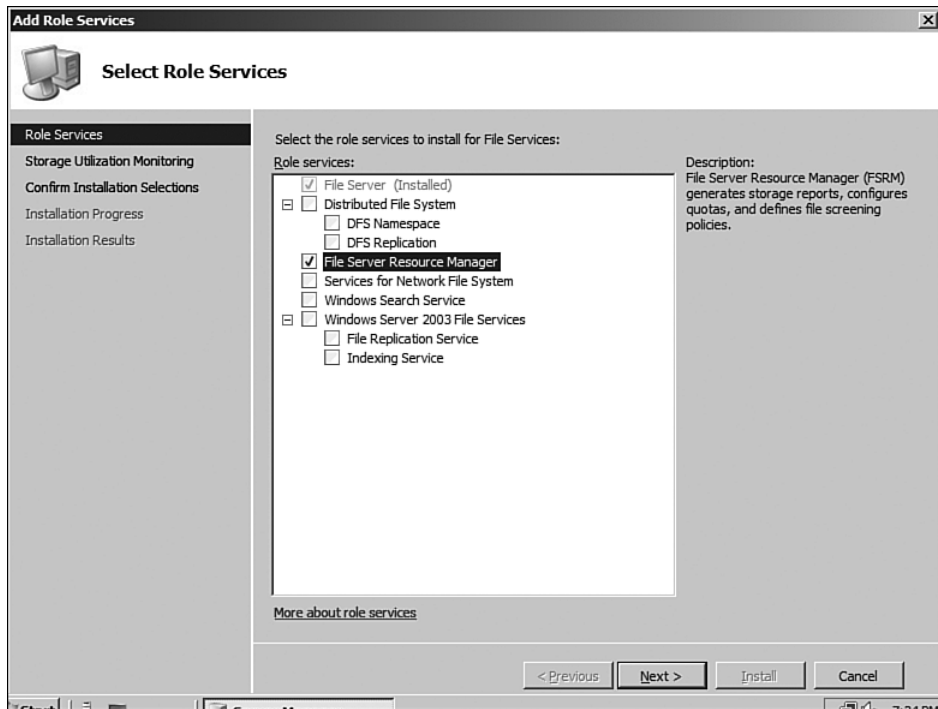 Add Role Services
Select Role Services
Role Services
Storage Utilization Monitoring
Confirm Installation Selections
Installation Progress
Installation Results
Select the role services to install for File Services:
Role services:
File Server (Installed)
Distributed File System
DFS Namespace
DFS Replication
File Server Resource Manager
Services for Network File System
Windows Search Service
Windows Server 2003 File Services
File Replication Service
Indexing Service
More about role services
Description:
File Server Resource Manager (FSRM)
generates storage reports, configures
quotas, and defines file screening
policies.
< Previous
Next >
Install
Cancel